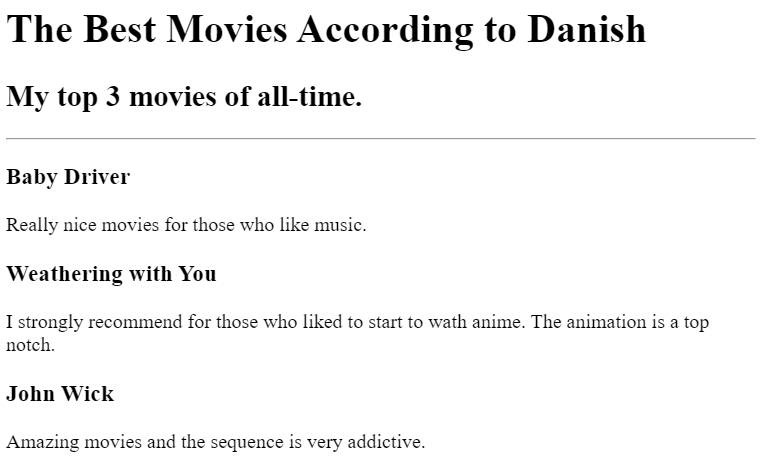 The Best Movies According to Danish
My top 3 movies of all-time.
Baby Driver
Really nice movies for those who like music.
Weathering with You
I strongly recommend for those who liked to start to wath anime. The animation is a top
notch.
John Wick
Amazing movies and the sequence is very addictive.